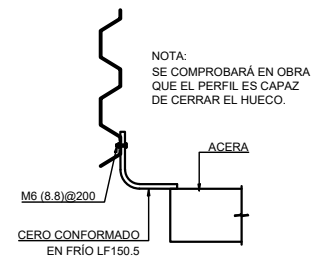 NOTA:
SE COMPROBARÁ EN OBRA
QUE EL PERFIL ES CAPAZ
DE CERRAR EL HUECO.
ACERA
M6 (8.8)@200
CERO CONFORMADO
EN FRÍO LF150.5